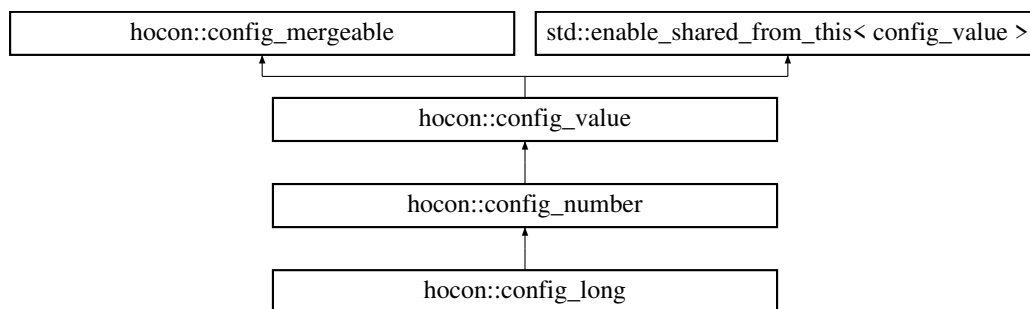 hocon::config_mergeable
std::enable_shared_from_this< config_value >
hocon::config_value
hocon::config_number
hocon::config_long